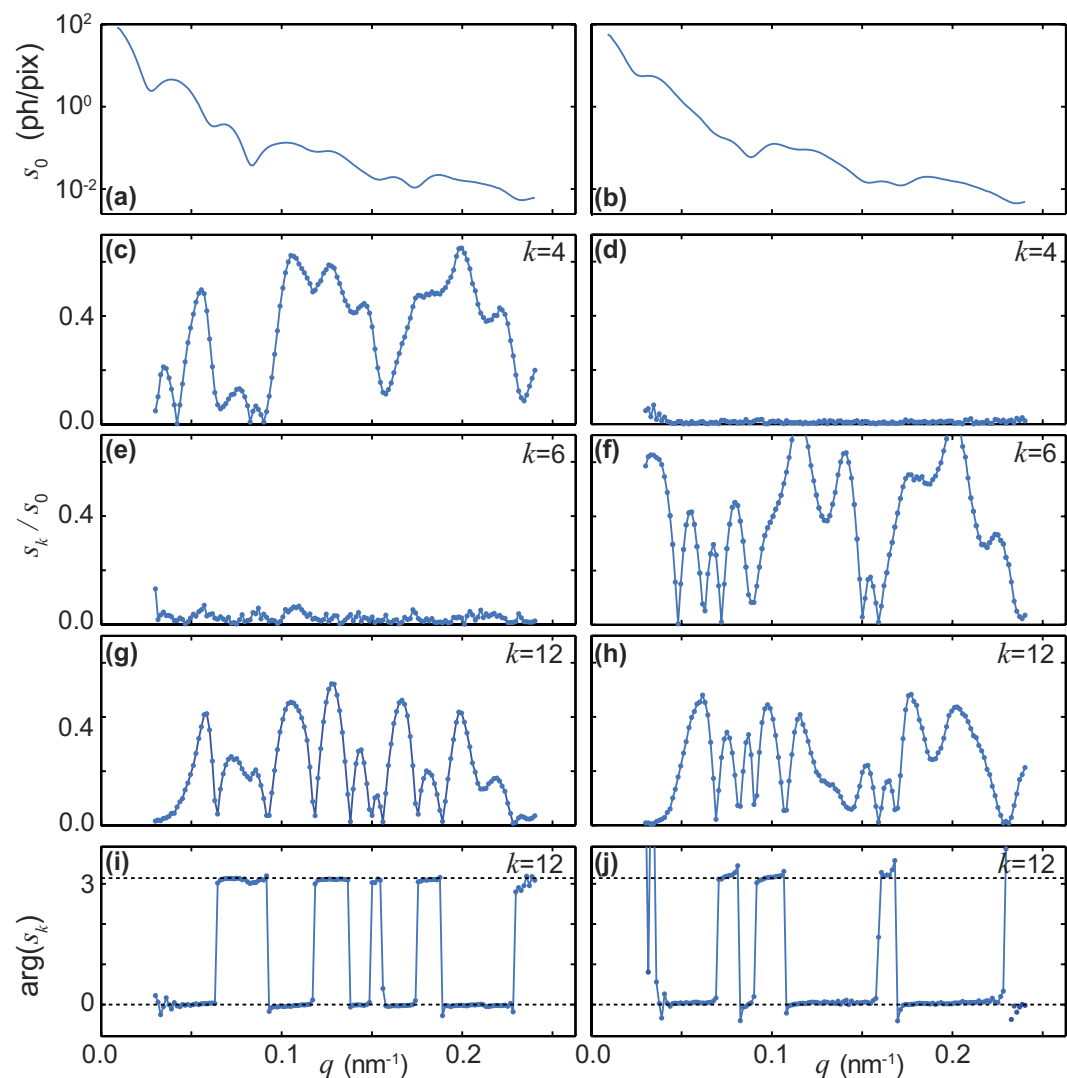 10²
10⁰
10⁻²
s₀ (ph/pix)
(a)
(b)
(c)
k=4
(d)
k=4
0.4
0.0
(e)
k=6
(f)
k=6
0.4
0.0
sₖ / s₀
(g)
k=12
(h)
k=12
0.4
0.0
(i)
k=12
(j)
k=12
3
0
arg(sₖ)
0.0
0.1
0.2
0.0
0.1
0.2
q (nm⁻¹)
q (nm⁻¹)